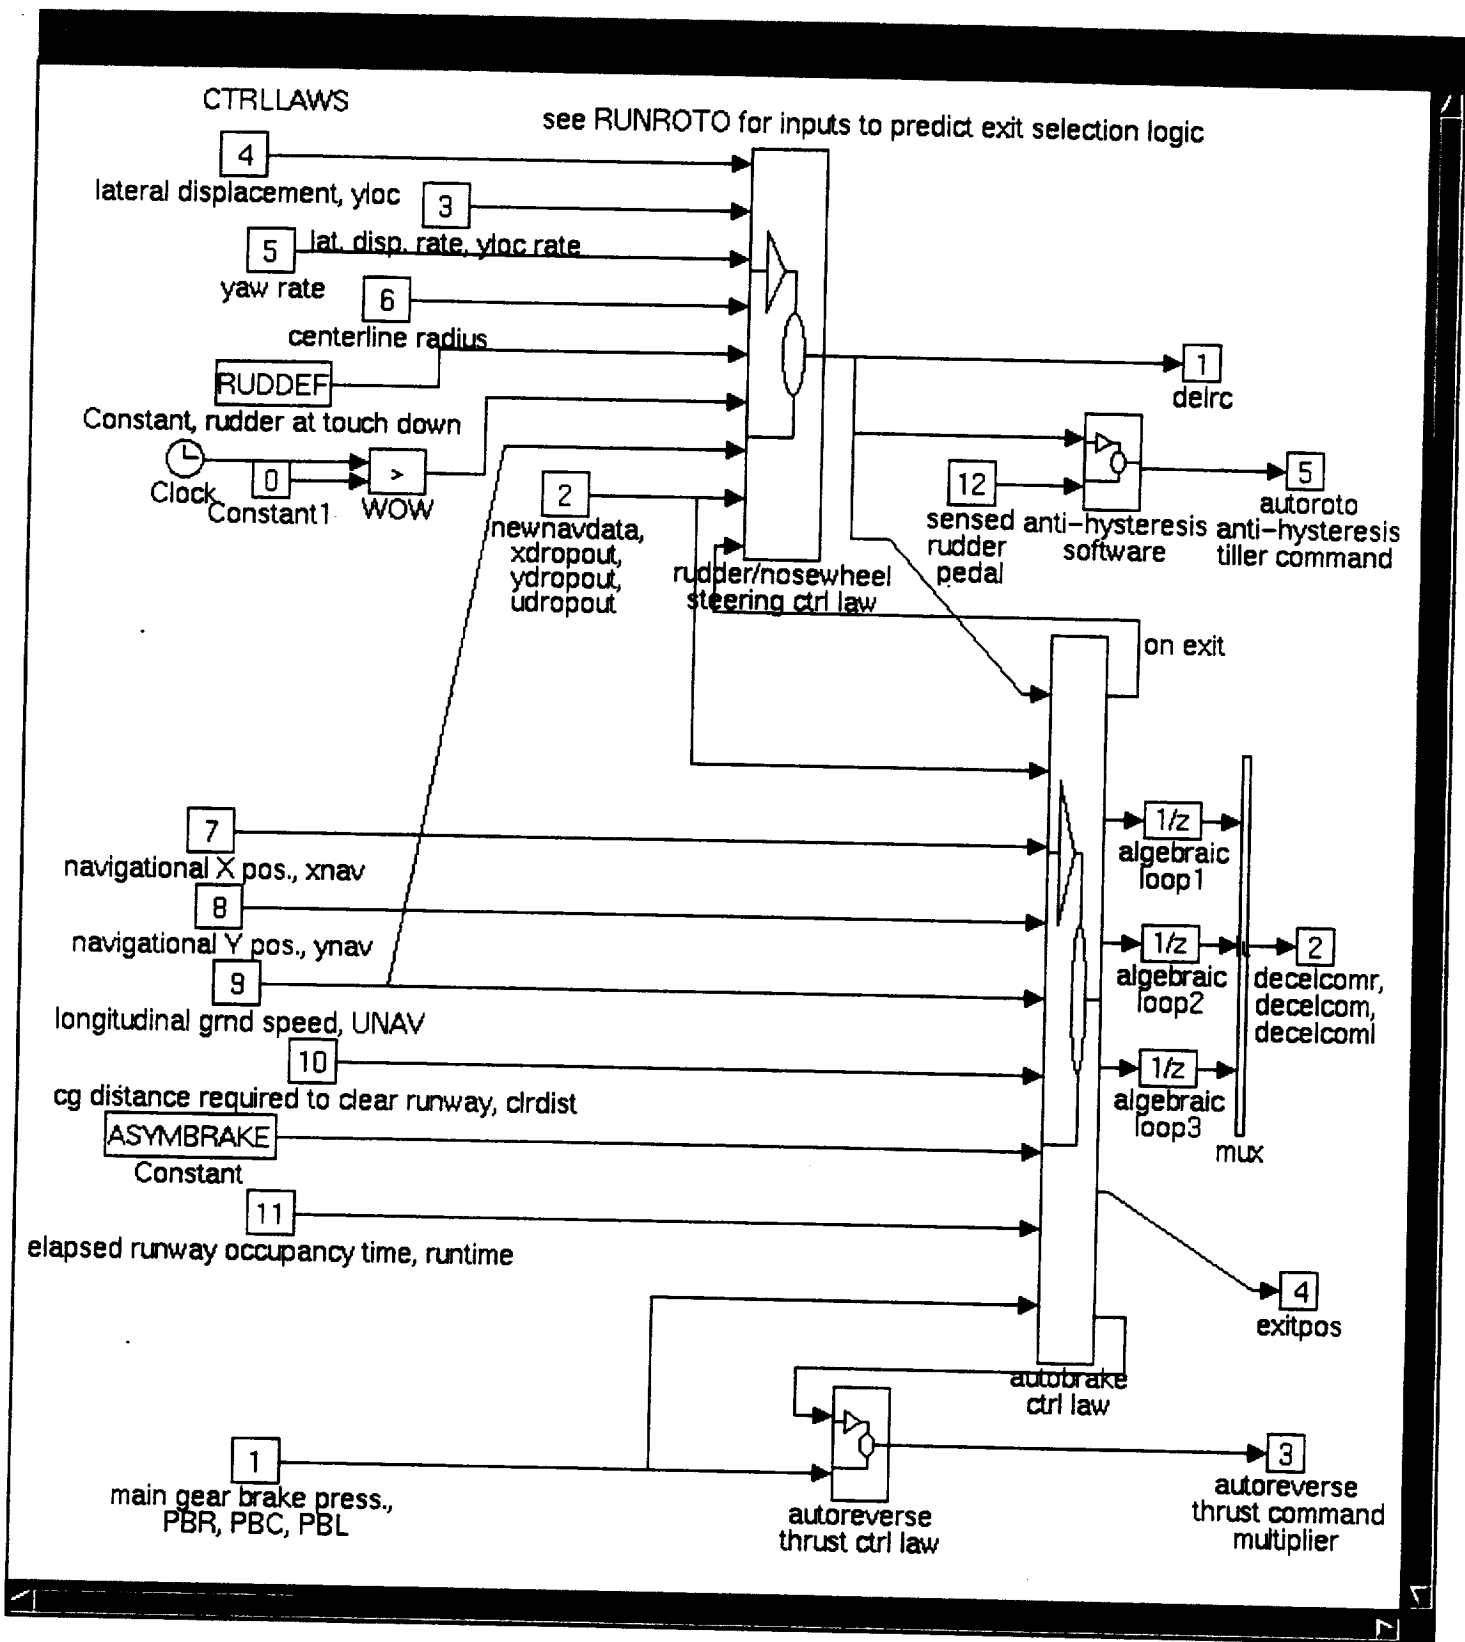 CTRLLAWS
see RUNROTO for inputs to predict exit selection logic
4
lateral displacement, yloc
3
lat. disp. rate, yloc rate
5
yaw rate
6
centerline radius
RUDDEF
Constant, rudder at touch down
Clock
0
Constant1
>
WOW
2
newnavdata,
xdropout,
ydropout,
udropout
rudder/nosewheel
steering ctrl law
1
delrc
12
sensed
rudder
pedal
anti-hysteresis
software
5
autoroto
anti-hysteresis
tiller command
on exit
7
navigational X pos., xnav
8
navigational Y pos., ynav
9
longitudinal grnd speed, UNAV
10
cg distance required to clear runway, clrdist
ASYMBRAKE
Constant
11
elapsed runway occupancy time, runtime
1/z
algebraic
loop1
1/z
algebraic
loop2
1/z
algebraic
loop3
mux
2
decelcomr,
decelcom,
decelcoml
4
exitpos
autobrake
ctrl law
1
main gear brake press.,
PBR, PBC, PBL
autoreverse
thrust ctrl law
3
autoreverse
thrust command
multiplier